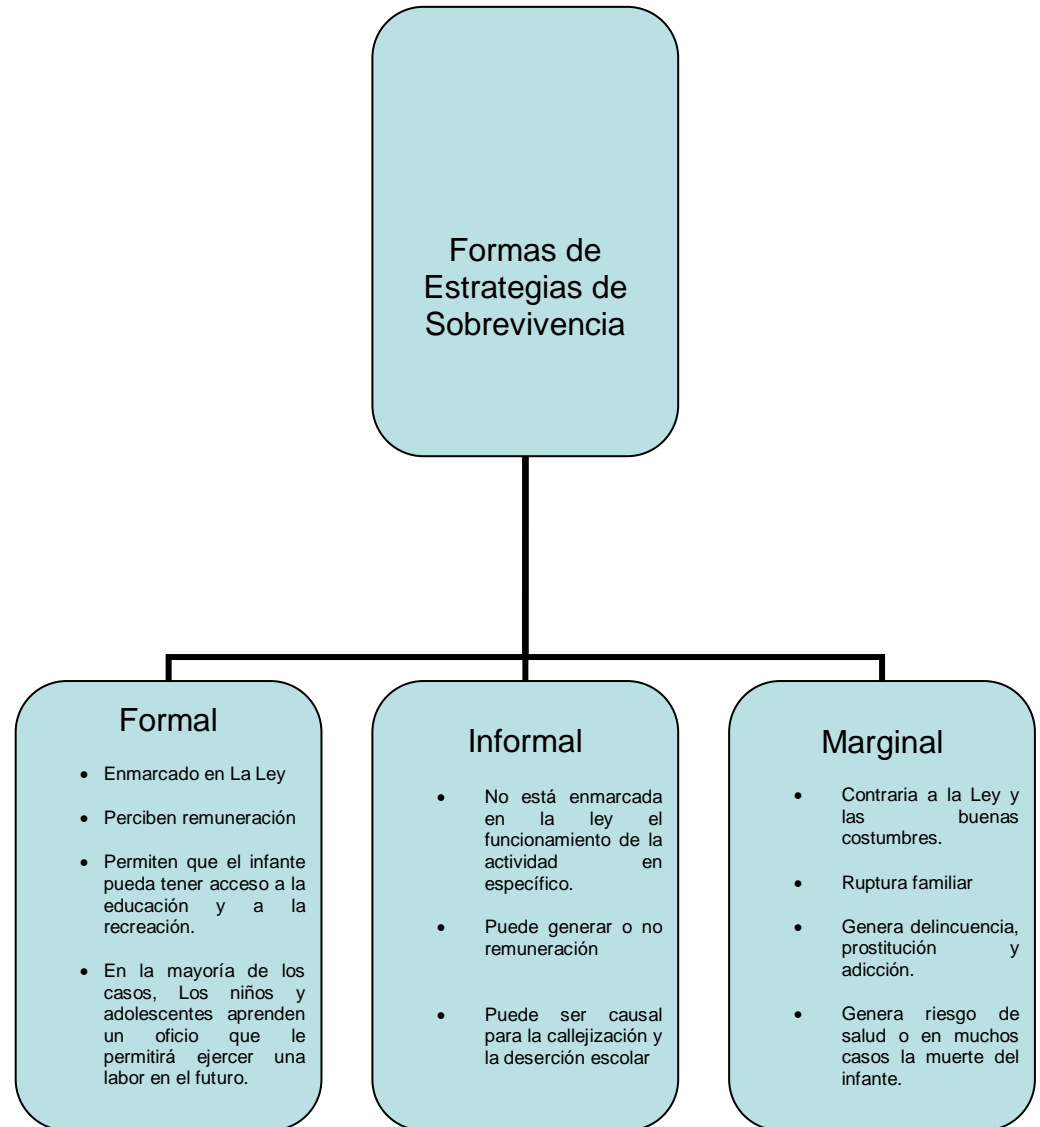 Formas de
Estrategias de
Sobrevivencia
Formal
• Enmarcado en La Ley
• Perciben remuneración
• Permiten que el infante
pueda tener acceso a la
educación y a la
recreación.
• En la mayoría de los
casos, Los niños y
adolescentes aprenden
un oficio que le
permitirá ejercer una
labor en el futuro.
Informal
• No está enmarcada
en la ley el
funcionamiento de la
actividad en
específico.
• Puede generar o no
remuneración
• Puede ser causal
para la callejización y
la deserción escolar
Marginal
• Contraria a la Ley y
las buenas
costumbres.
• Ruptura familiar
• Genera delincuencia,
prostitución y
adicción.
• Genera riesgo de
salud o en muchos
casos la muerte del
infante.